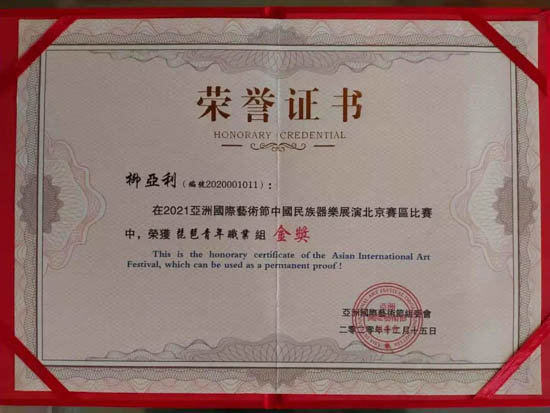 荣誉证书
HONORARY CREDENTIAL
柳亞利（編號2020001011）：
在2021亞洲國際藝術節中國民族器樂展演北京賽區比賽
中，榮獲 琵琶青年職業組 金獎
This is the honorary certificate of the Asian International Art
Festival, which can be used as a permanent proof !
亞洲國際藝術節組委會
二〇二〇年十二月十五日